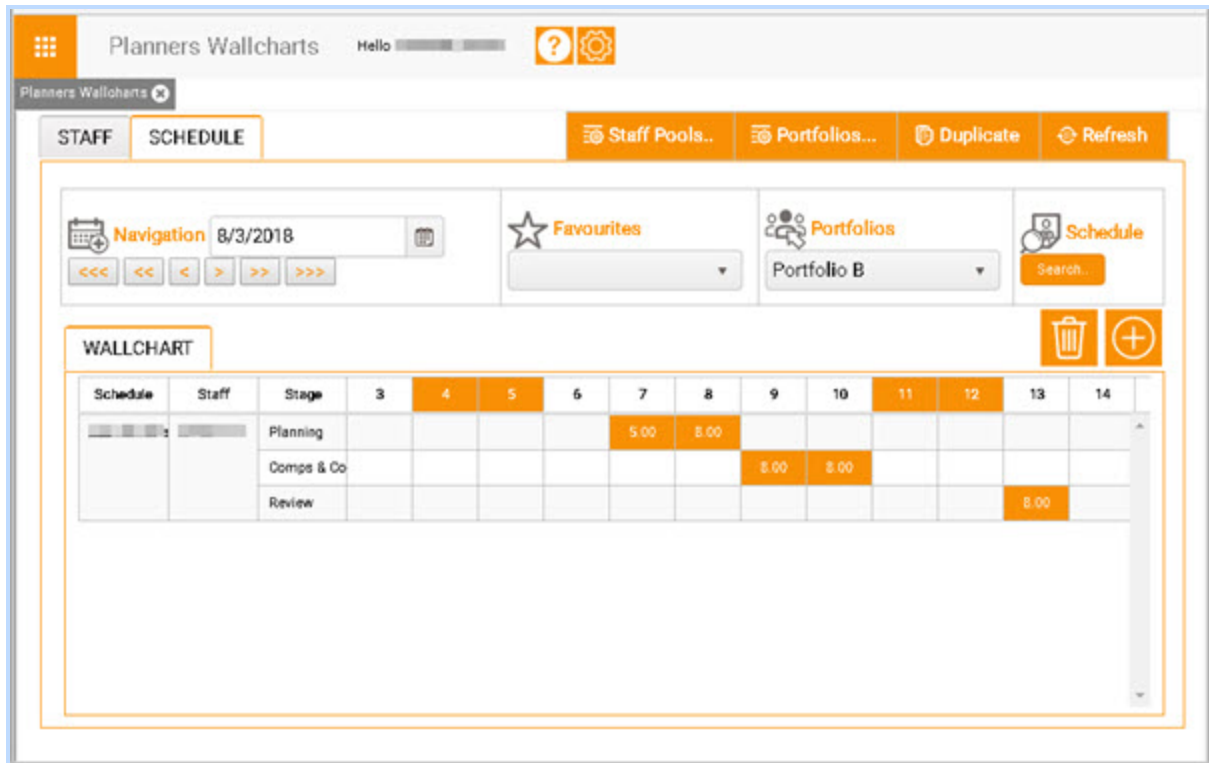 Planners Wallcharts Hello
Planners Wallcharts
STAFF SCHEDULE Staff Pools.. Portfolios... Duplicate Refresh
Navigation 8/3/2018 Favourites Portfolios Schedule
<<< << < > >> >>> Portfolio B Search..
WALLCHART
Schedule Staff Stage 3 4 5 6 7 8 9 10 11 12 13 14
Planning 5.00 8.00
Comps & Co 8.00 8.00
Review 8.00